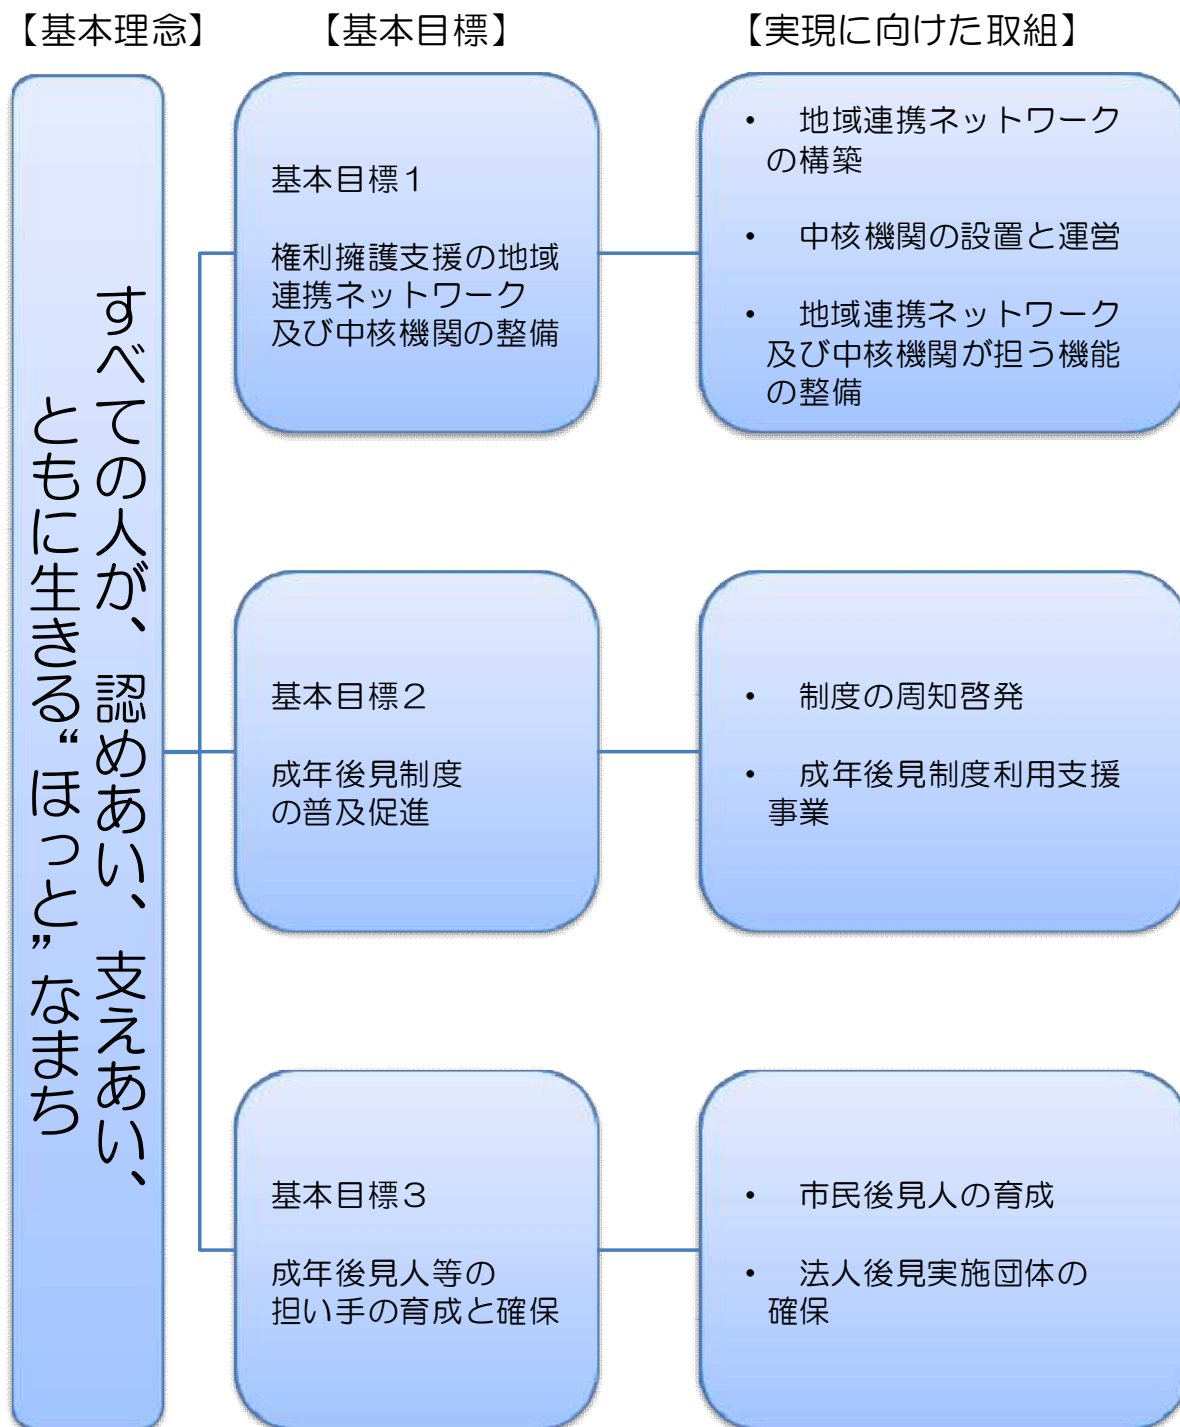 【基本理念】
【基本目標】
【実現に向けた取組】
すべての人が、認めあい、支えあい、
ともに生きる“ほっと”なまち
基本目標１
権利擁護支援の地域
連携ネットワーク
及び中核機関の整備
・　地域連携ネットワーク
の構築
・　中核機関の設置と運営
・　地域連携ネットワーク
及び中核機関が担う機能
の整備
基本目標２
成年後見制度
の普及促進
・　制度の周知啓発
・　成年後見制度利用支援
事業
基本目標３
成年後見人等の
担い手の育成と確保
・　市民後見人の育成
・　法人後見実施団体の
確保